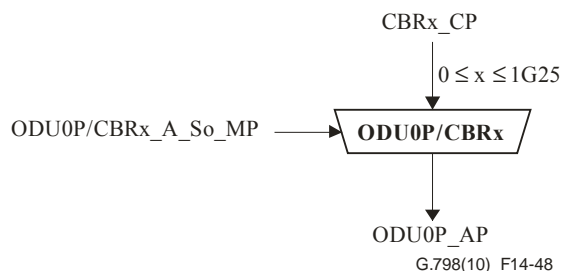 CBRx_CP
0 ≤ x ≤ 1G25
ODU0P/CBRx_A_So_MP
ODU0P/CBRx
ODU0P_AP
G.798(10)_F14-48